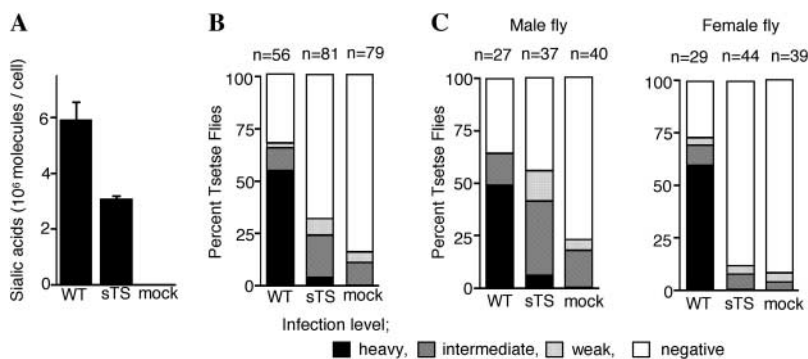 A
B
C
Male fly
Female fly
n=56 n=81 n=79
n=27 n=37 n=40
n=29 n=44 n=39
Sialic acids (10⁶ molecules / cell)
6
4
2
0
WT sTS mock
Percent Tsetse Flies
100
75
50
25
0
WT sTS mock
Percent Tsetse Flies
100
75
50
25
0
WT sTS mock
100
75
50
25
0
WT sTS mock
Infection level;
heavy, intermediate, weak, negative